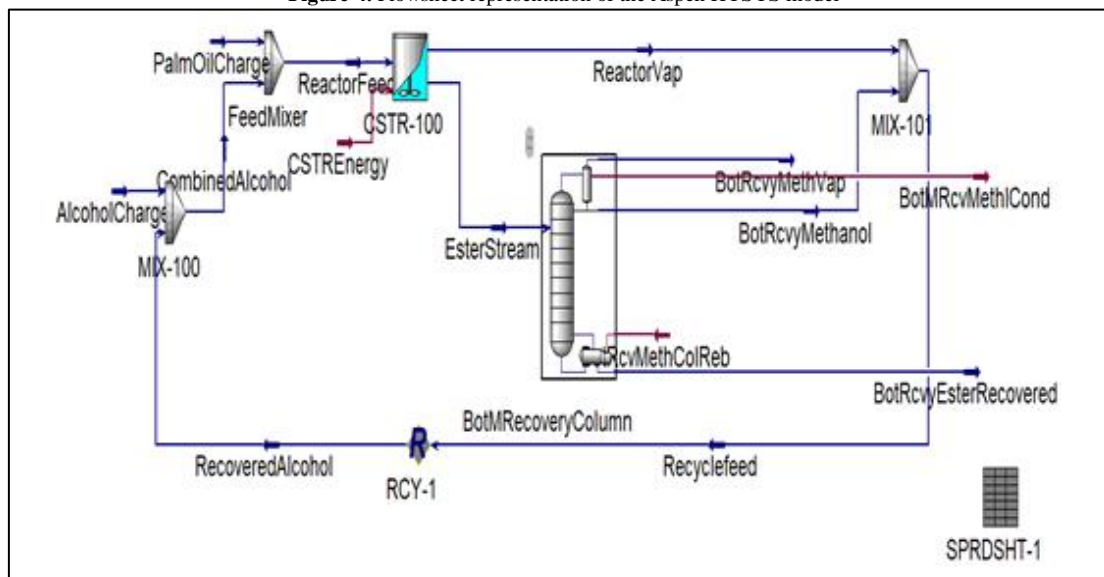 PalmOilCharge
ReactorFeed
FeedMixer
CSTR-100
CSTREnergy
ReactorVap
MIX-101
CombinedAlcohol
AlcoholCharge
MIX-100
EsterStream
BotRcvyMethVap
BotMRcvMethlCond
BotRcvyMethanol
tRcvMethColReb
BotRcvyEsterRecovered
BotMRecoveryColumn
RecoveredAlcohol
R
RCY-1
Recyclefeed
SPRDSHT-1